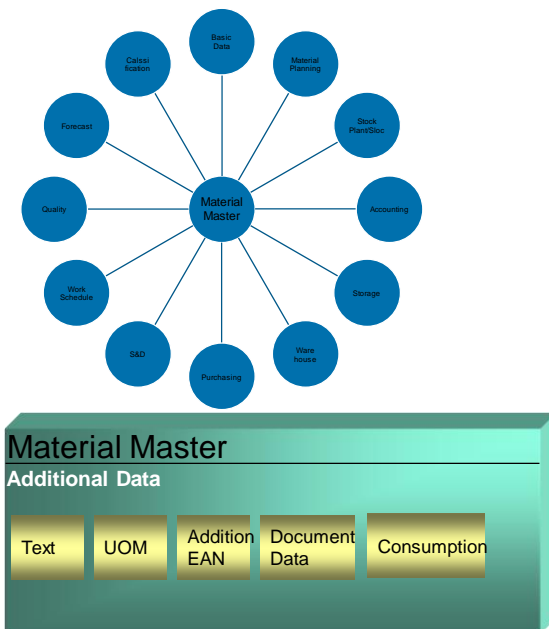 Basic
Data
Material
Planning
Stock
Plant/Sloc
Accounting
Storage
Ware
house
Purchasing
S&D
Work
Schedule
Quality
Forecast
Calssi
fication
Material
Master
Material Master
Additional Data
Text
UOM
Addition
EAN
Document
Data
Consumption